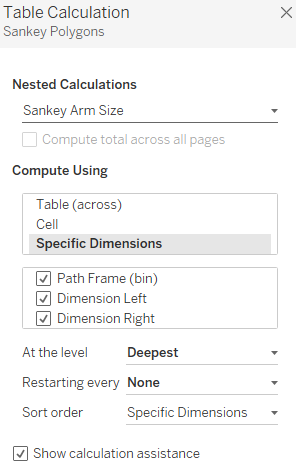 Table Calculation
Sankey Polygons
Nested Calculations
Sankey Arm Size
Compute total across all pages
Compute Using
Table (across)
Cell
Specific Dimensions
Path Frame (bin)
Dimension Left
Dimension Right
At the level Deepest
Restarting every None
Sort order Specific Dimensions
Show calculation assistance